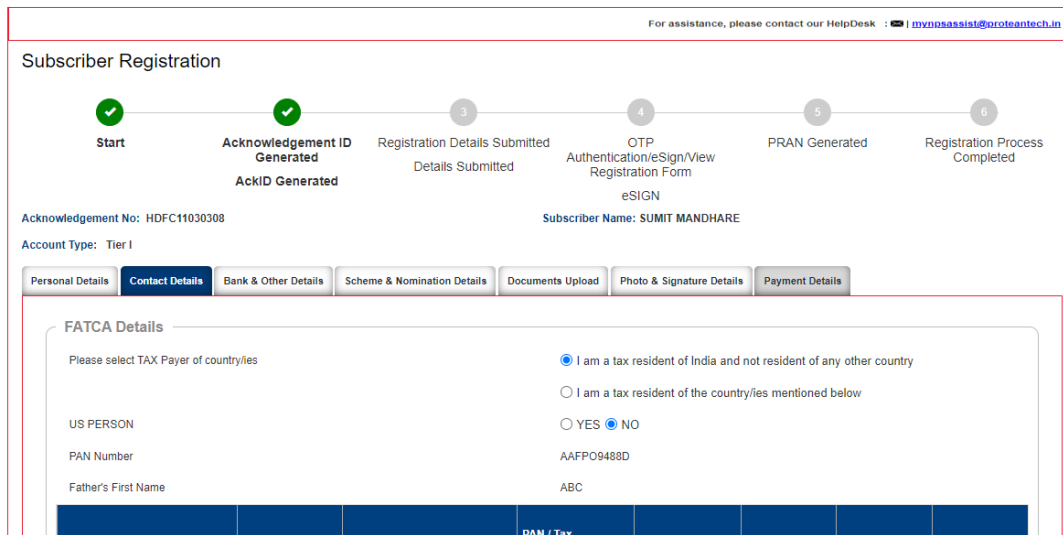 For assistance, please contact our HelpDesk : | mynpsassist@proteantech.in
Subscriber Registration
3 4 5 6
Start
Acknowledgement ID Generated
AckID Generated
Registration Details Submitted
Details Submitted
OTP
Authentication/eSign/View
Registration Form
eSIGN
PRAN Generated
Registration Process
Completed
Acknowledgement No: HDFC11030308 Subscriber Name: SUMIT MANDHARE
Account Type: Tier I
Personal Details Contact Details Bank & Other Details Scheme & Nomination Details Documents Upload Photo & Signature Details Payment Details
FATCA Details
Please select TAX Payer of country/ies I am a tax resident of India and not resident of any other country
I am a tax resident of the country/ies mentioned below
US PERSON YES NO
PAN Number AAFPO9488D
Father's First Name ABC
PAN / Tax